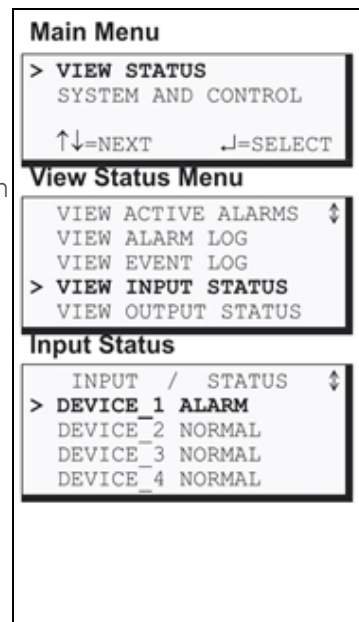 Main Menu
> VIEW STATUS
SYSTEM AND CONTROL
↑↓=NEXT ↵=SELECT
View Status Menu
VIEW ACTIVE ALARMS ↕
VIEW ALARM LOG
VIEW EVENT LOG
> VIEW INPUT STATUS
VIEW OUTPUT STATUS
Input Status
INPUT / STATUS ↕
> DEVICE_1 ALARM
DEVICE_2 NORMAL
DEVICE_3 NORMAL
DEVICE_4 NORMAL